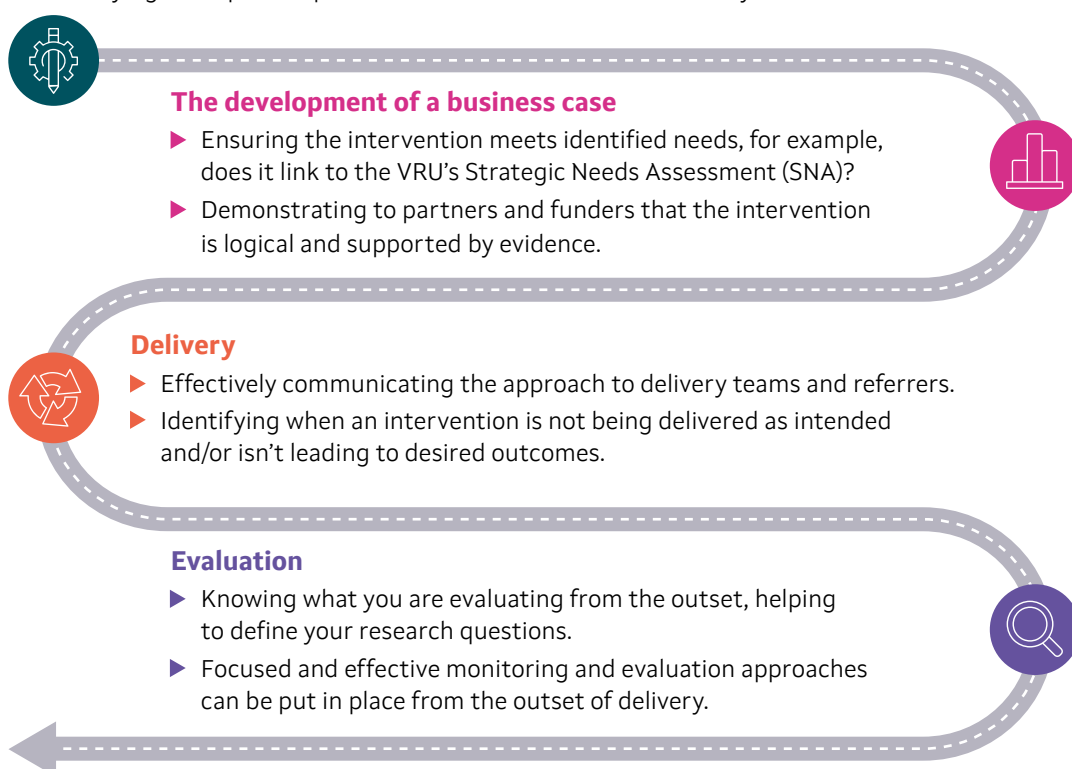 The development of a business case
▶ Ensuring the intervention meets identified needs, for example,
does it link to the VRU's Strategic Needs Assessment (SNA)?
▶ Demonstrating to partners and funders that the intervention
is logical and supported by evidence.
Delivery
▶ Effectively communicating the approach to delivery teams and referrers.
▶ Identifying when an intervention is not being delivered as intended
and/or isn't leading to desired outcomes.
Evaluation
▶ Knowing what you are evaluating from the outset, helping
to define your research questions.
▶ Focused and effective monitoring and evaluation approaches
can be put in place from the outset of delivery.